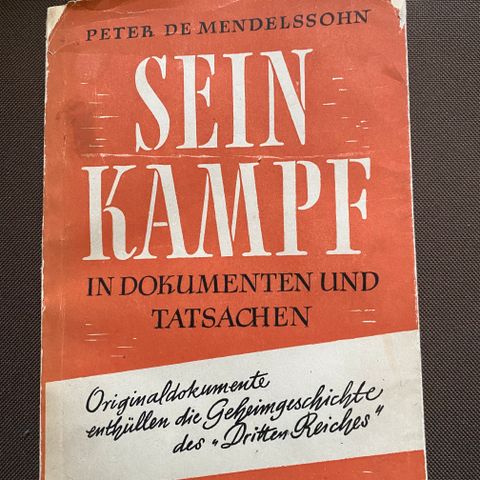 PETER DE MENDELSSOHN
SEIN
KAMPF
IN DOKUMENTEN UND
TATSACHEN
Originaldokumente
enthüllen die Geheimgeschichte
des „Dritten Reiches"